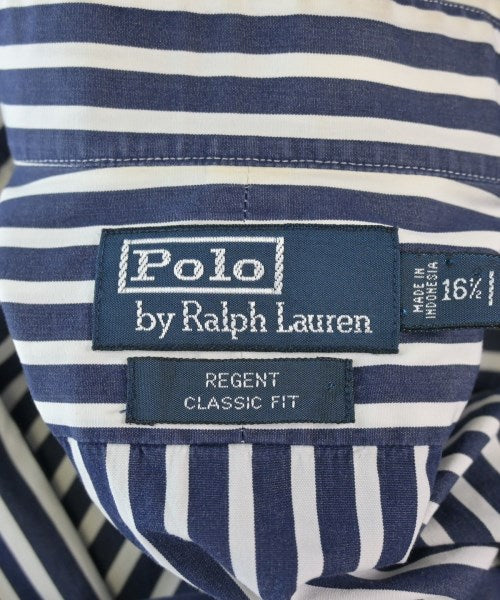 Polo
by Ralph Lauren
MADE IN
INDONESIA
16½
REGENT
CLASSIC FIT